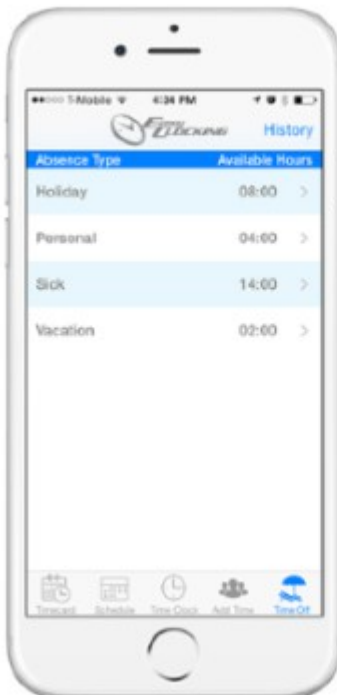 T-Mobile 4:34 PM
EasyClocking History
Absence Type Available Hours
Holiday 08:00 >
Personal 04:00 >
Sick 14:00 >
Vacation 02:00 >
Timecard Schedule Time Clock Add Time Time Off